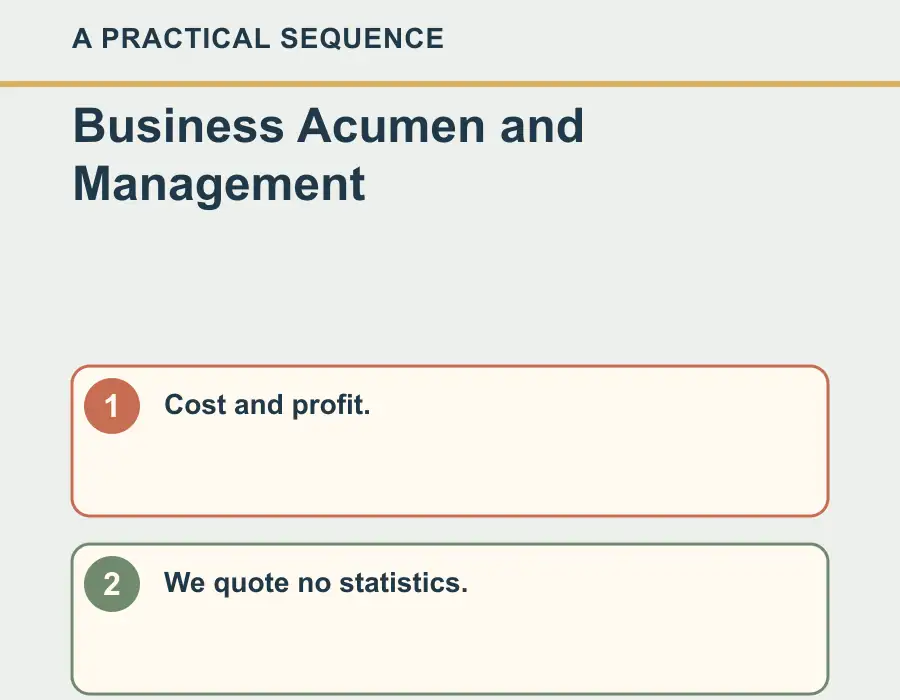 A PRACTICAL SEQUENCE
Business Acumen and
Management
1 Cost and profit.
2 We quote no statistics.